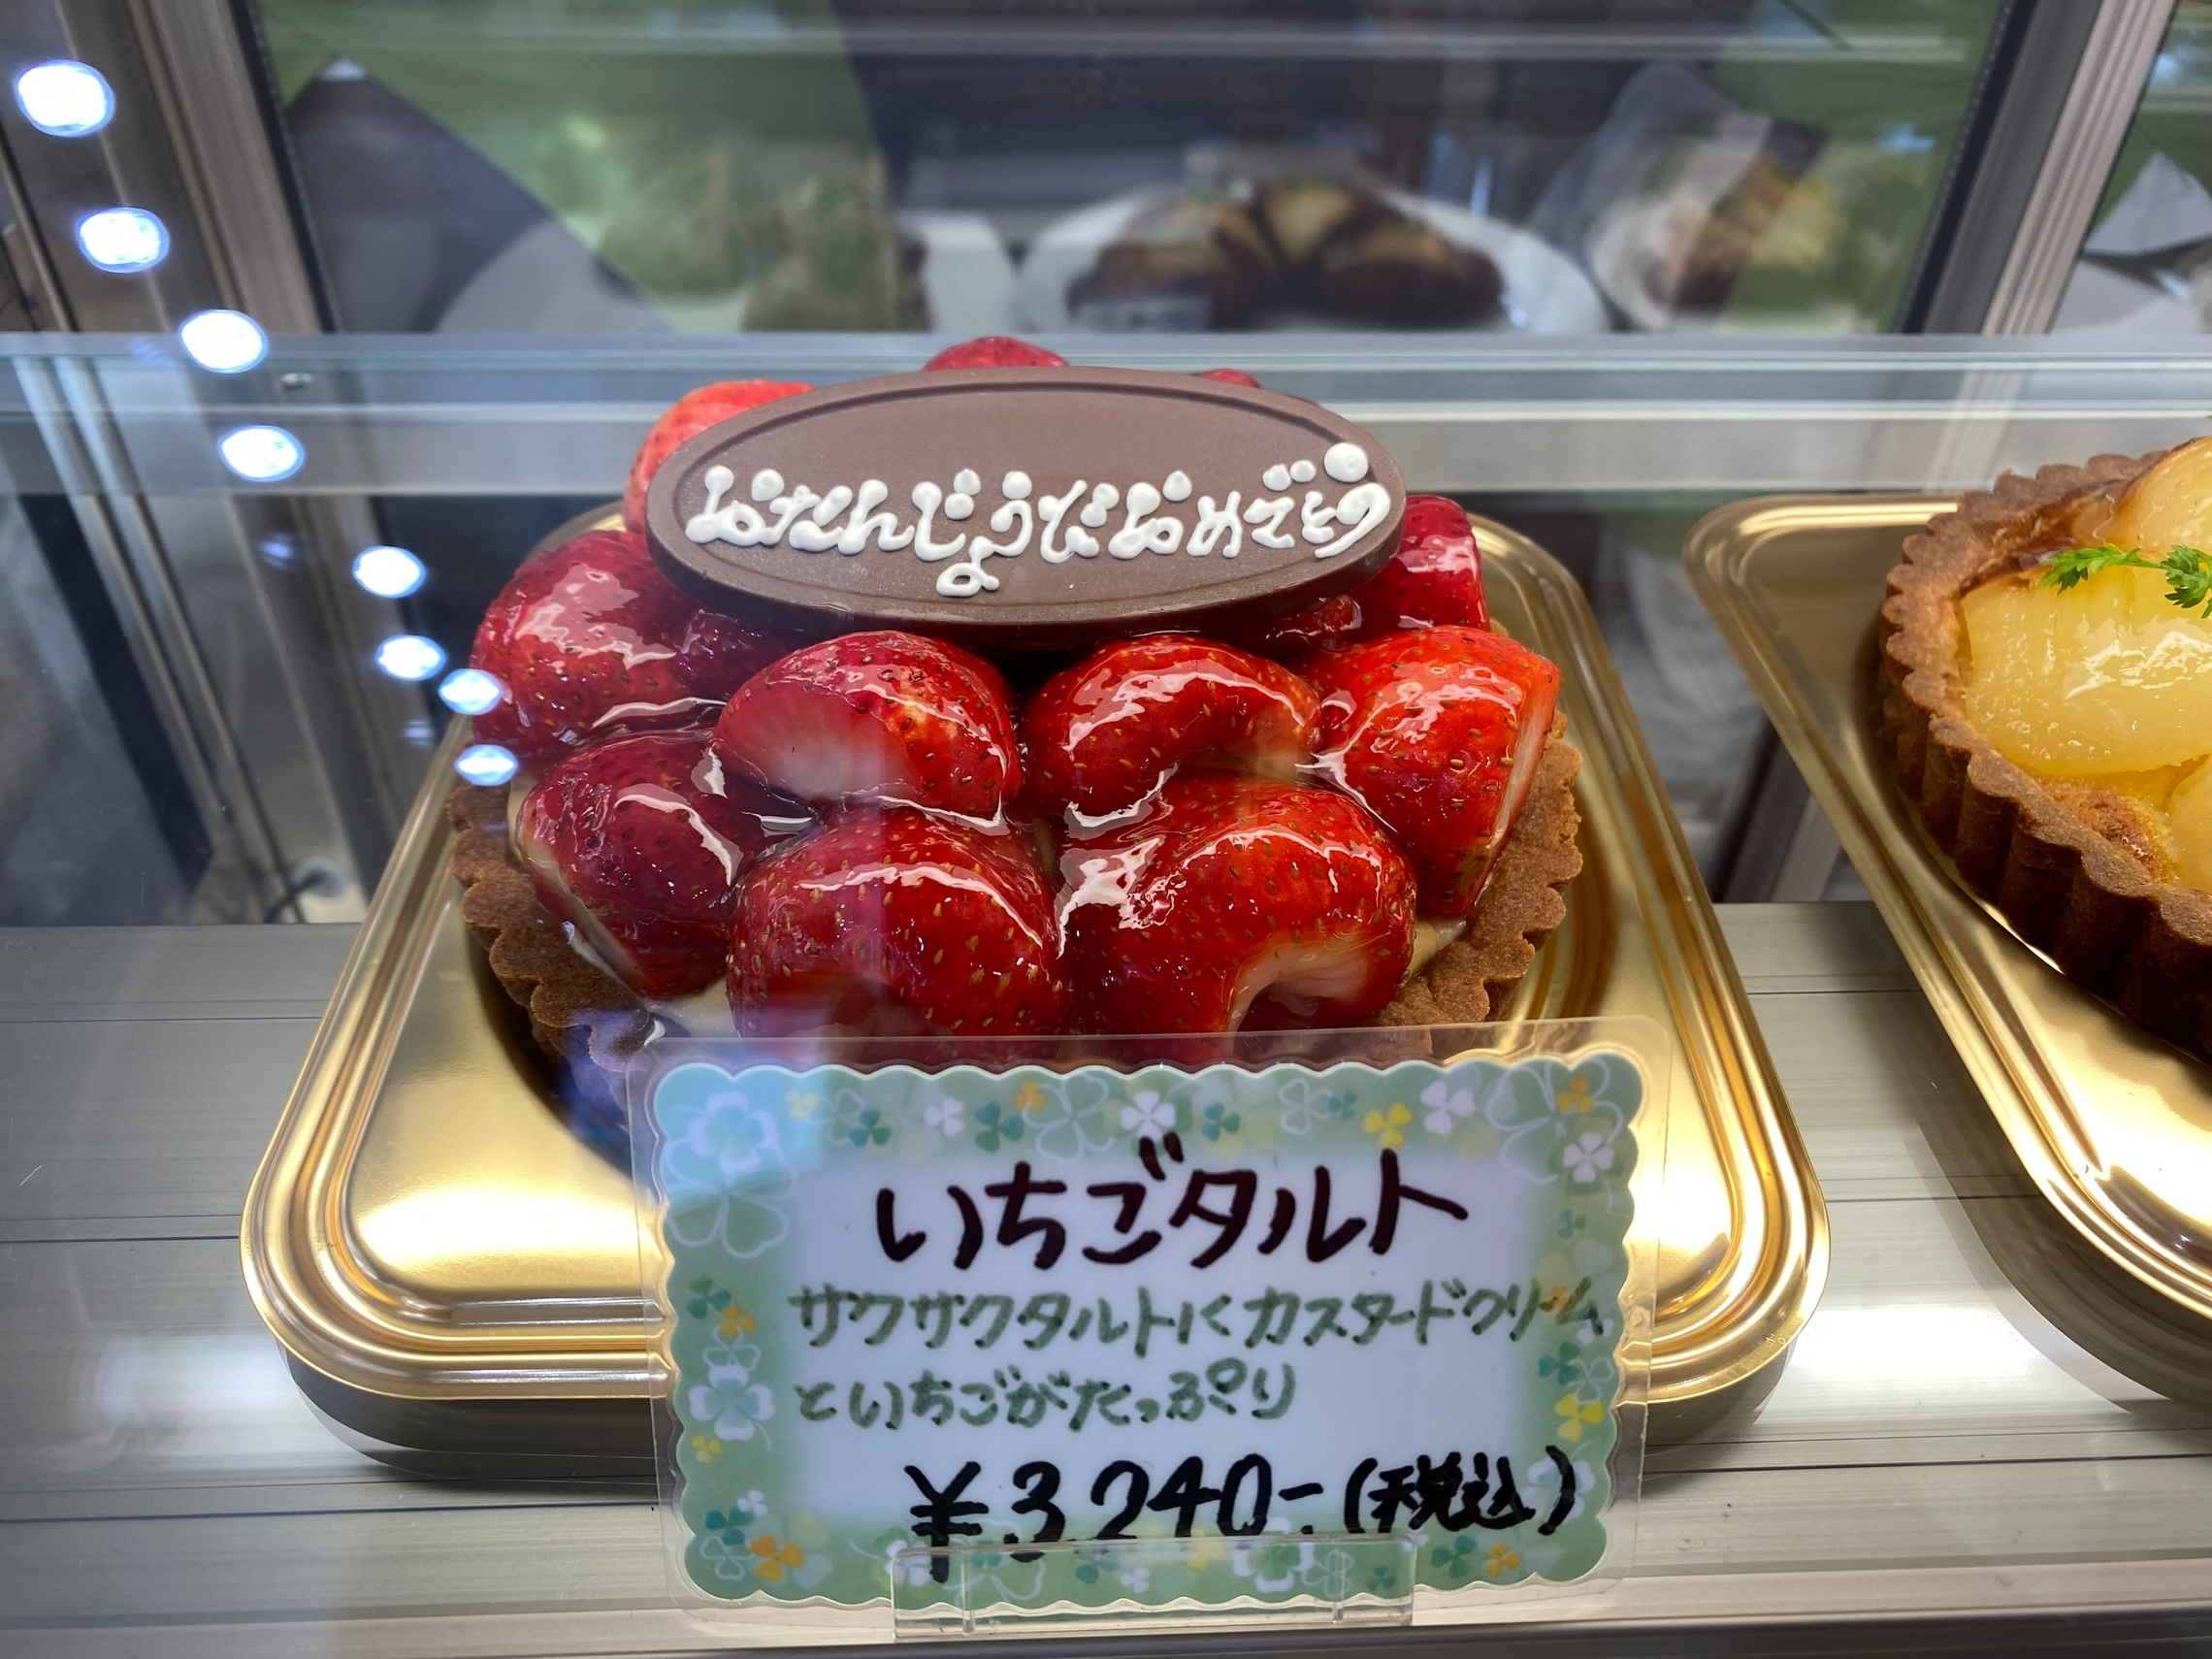 おたんじょうびおめでとう
いちごタルト
サクサクタルトにカスタードクリーム
といちごがたっぷり
¥3,240-(税込)